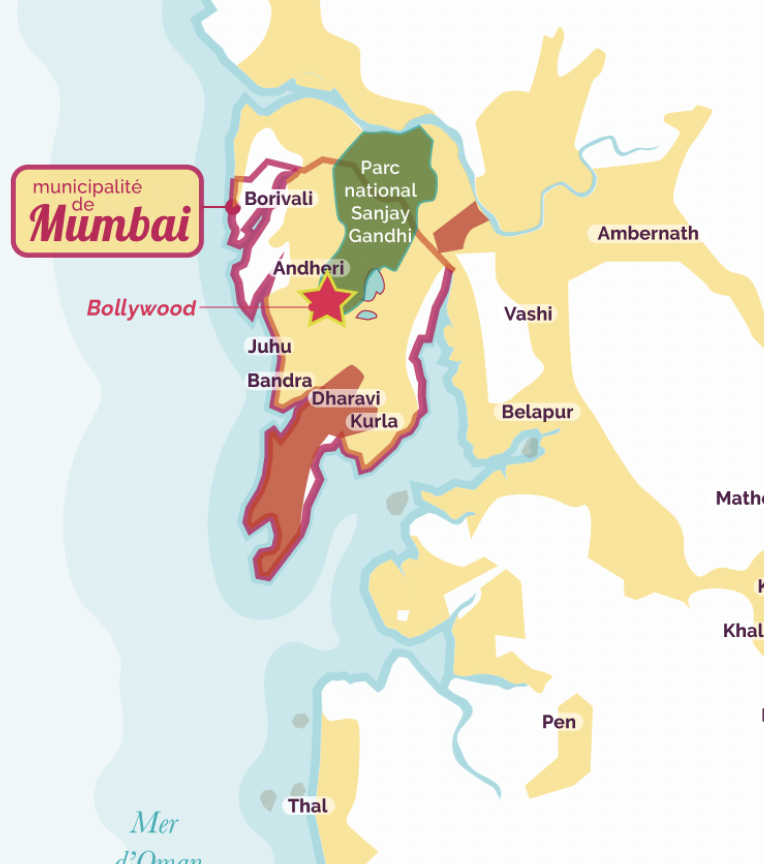 Parc
national
Sanjay
Gandhi
municipalité
de
Mumbai
Borivali
Ambernath
Andheri
Bollywood
Vashi
Juhu
Bandra
Dharavi
Kurla
Belapur
Mathe
K
Khal
Pen
Thal
Mer
d'Oman